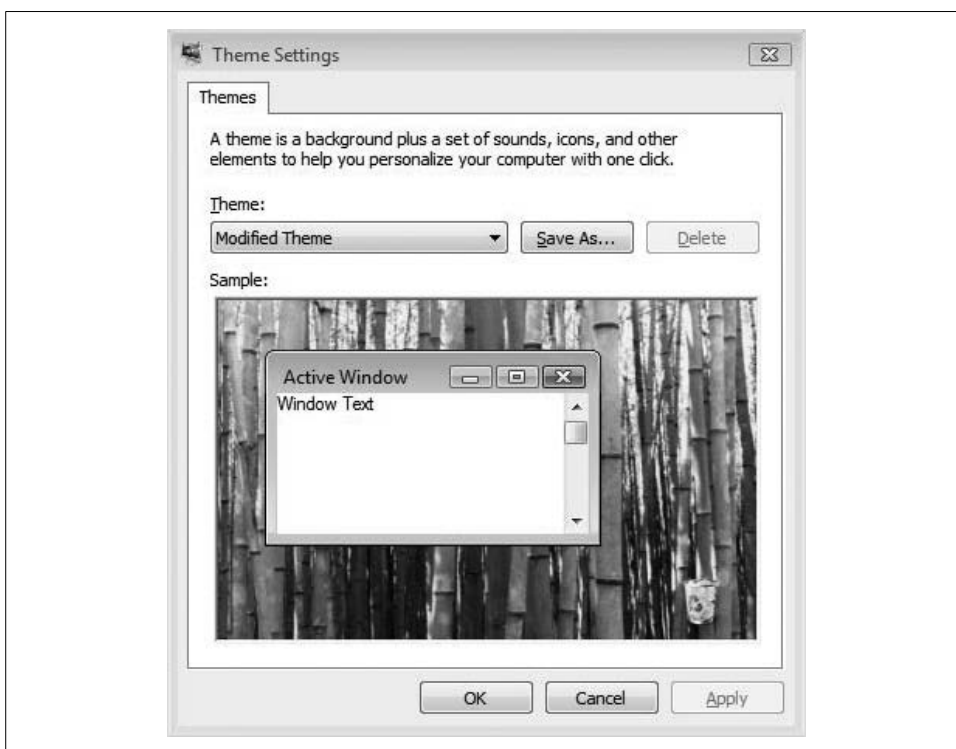 Theme Settings
Themes
A theme is a background plus a set of sounds, icons, and other
elements to help you personalize your computer with one click.
Theme:
Modified Theme
Save As...
Delete
Sample:
Active Window
Window Text
OK
Cancel
Apply